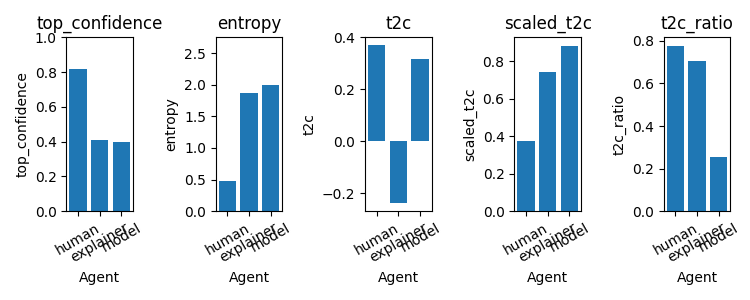 top_confidence
entropy
t2c
scaled_t2c
t2c_ratio
top_confidence
1.0
0.8
0.6
0.4
0.2
0.0
human
explainer
model
Agent
entropy
2.5
2.0
1.5
1.0
0.5
0.0
human
explainer
model
Agent
t2c
0.4
0.2
0.0
−0.2
human
explainer
model
Agent
scaled_t2c
0.8
0.6
0.4
0.2
0.0
human
explainer
model
Agent
t2c_ratio
0.8
0.6
0.4
0.2
0.0
human
explainer
model
Agent